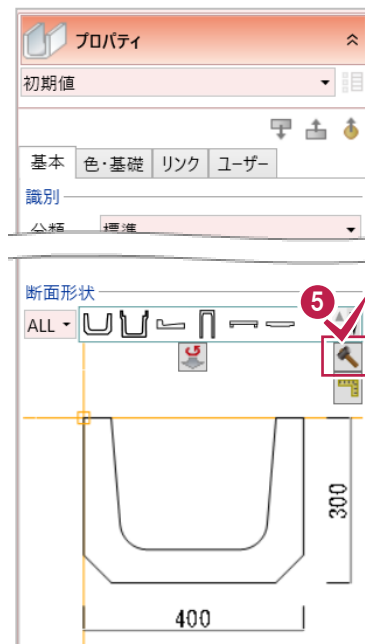 プロパティ
初期値
基本 色・基礎 リンク ユーザー
識別
分類 標準
断面形状
5
ALL
300
400